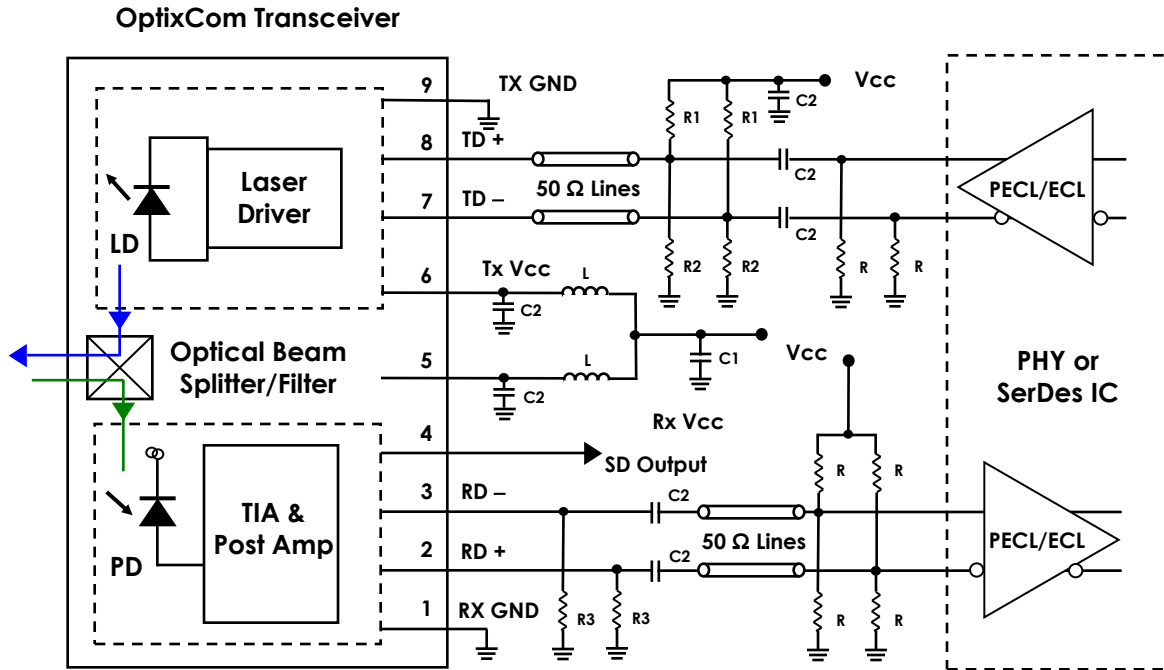 OptixCom Transceiver
9
TX GND
Vcc
C2
R1
R1
8
TD +
Laser
Driver
50 Ω Lines
C2
PECL/ECL
7
TD –
C2
LD
R2
R2
R
R
6
Tx Vcc
L
C2
Optical Beam
Splitter/Filter
5
L
C1
Vcc
C2
PHY or
SerDes IC
4
Rx Vcc
SD Output
R
R
3
RD –
C2
TIA &
Post Amp
50 Ω Lines
PECL/ECL
2
RD +
C2
PD
1
RX GND
R3
R3
R
R